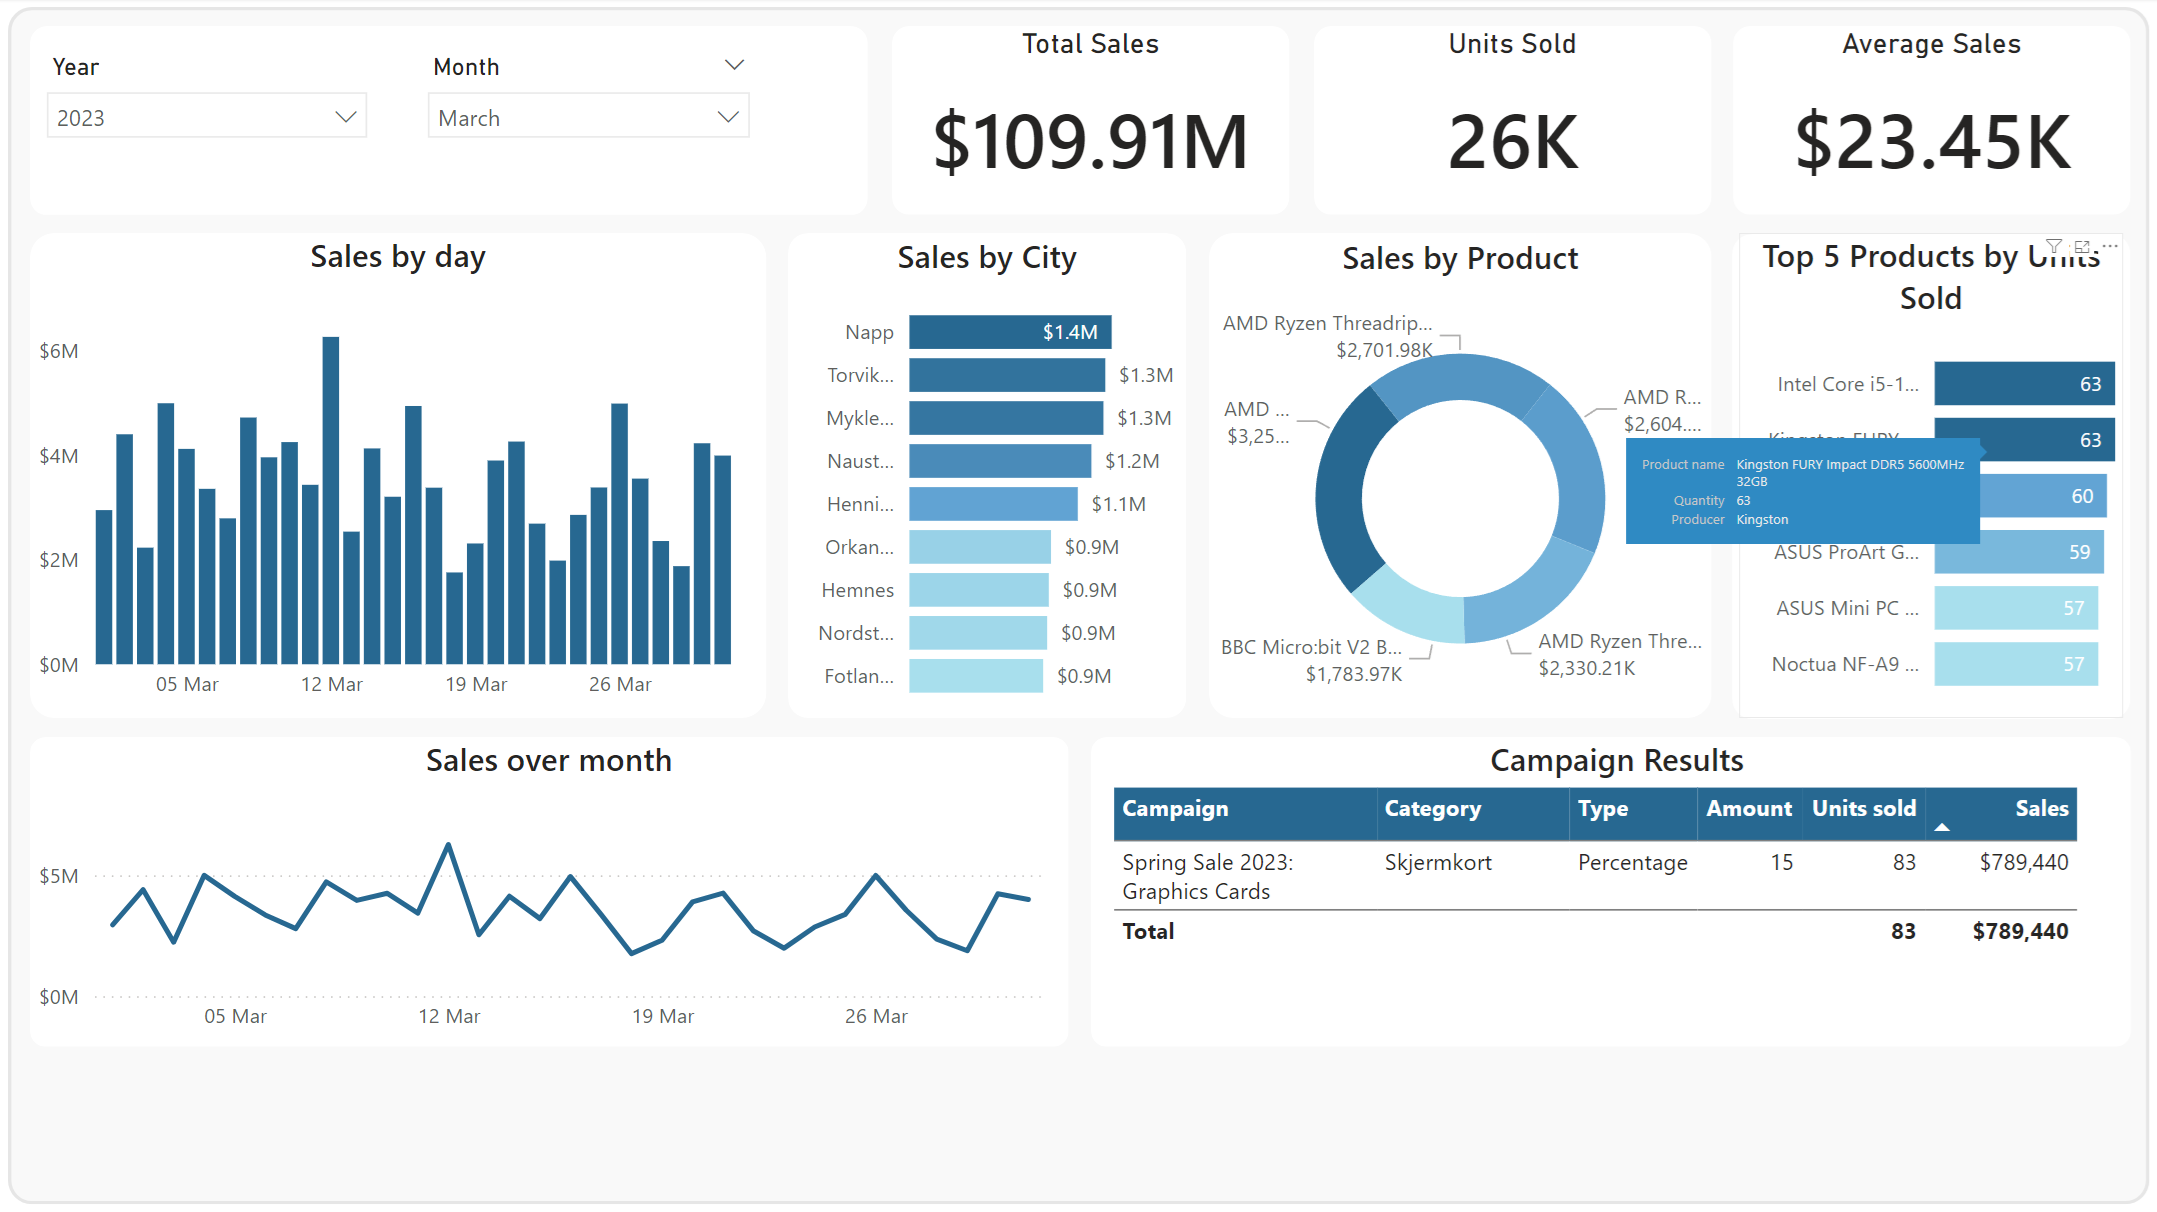 Year
2023
Month
March
Total Sales
$109.91M
Units Sold
26K
Average Sales
$23.45K
Sales by day
$6M
$4M
$2M
$0M
05 Mar
12 Mar
19 Mar
26 Mar
Sales by City
Napp
$1.4M
Torvik...
$1.3M
Mykle...
$1.3M
Naust...
$1.2M
Henni...
$1.1M
Orkan...
$0.9M
Hemnes
$0.9M
Nordst...
$0.9M
Fotlan...
$0.9M
Sales by Product
AMD Ryzen Threadrip...
$2,701.98K
AMD R...
$2,604....
AMD ...
$3,25...
BBC Micro:bit V2 B...
$1,783.97K
AMD Ryzen Thre...
$2,330.21K
Top 5 Products by Units
Sold
Intel Core i5-1...
63
Kingston FURY
63
Product name Kingston FURY Impact DDR5 5600MHz
32GB
Quantity 63
Producer Kingston
60
ASUS ProArt G...
59
ASUS Mini PC ...
57
Noctua NF-A9 ...
57
Sales over month
$5M
$0M
05 Mar
12 Mar
19 Mar
26 Mar
Campaign Results
Campaign Category Type Amount Units sold Sales
Spring Sale 2023: Skjermkort Percentage 15 83 $789,440
Graphics Cards
Total 83 $789,440